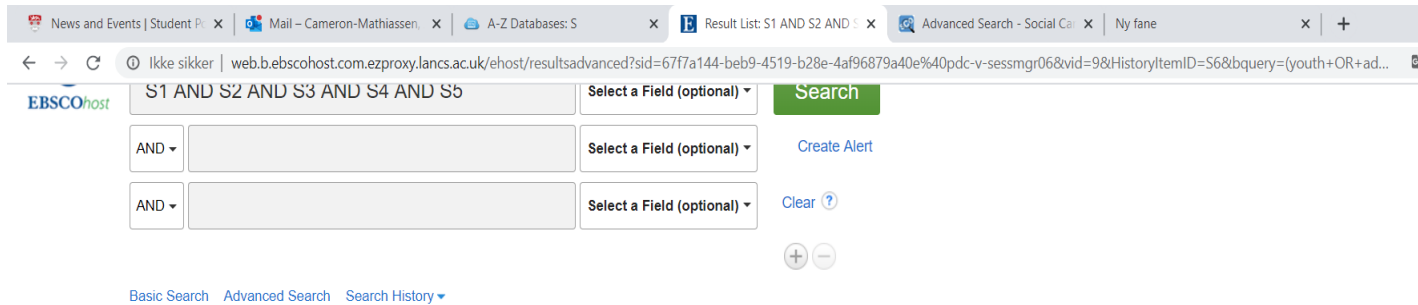 News and Events | Student Po
Mail – Cameron-Mathiassen,
A-Z Databases: S
Result List: S1 AND S2 AND S
Advanced Search - Social Car
Ny fane
Ikke sikker | web.b.ebscohost.com.ezproxy.lancs.ac.uk/ehost/resultsadvanced?sid=67f7a144-beb9-4519-b28e-4af96879a40e%40pdc-v-sessmgr06&vid=9&HistoryItemID=S6&bquery=(youth+OR+ad...
EBSCOhost
S1 AND S2 AND S3 AND S4 AND S5
Select a Field (optional)
Search
AND
Select a Field (optional)
Create Alert
AND
Select a Field (optional)
Clear ?
Basic Search Advanced Search Search History